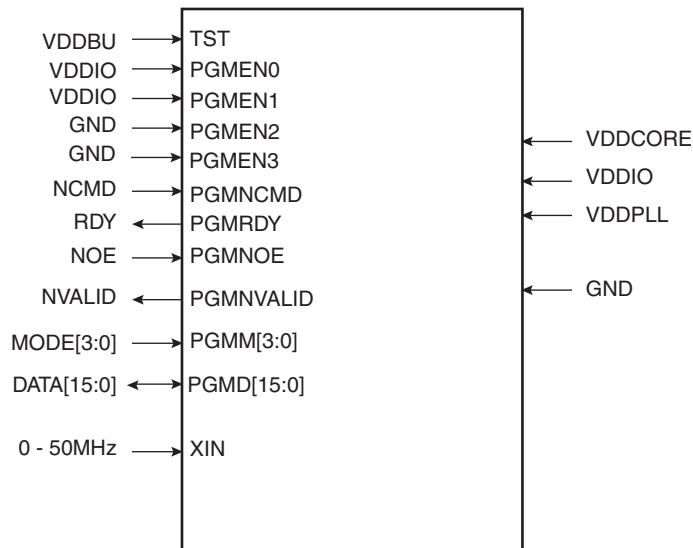 VDDBU TST
VDDIO PGMEN0
VDDIO PGMEN1
GND PGMEN2
GND PGMEN3
NCMD PGMNCMD
RDY PGMRDY
NOE PGMNOE
NVALID PGMNVALID
MODE[3:0] PGMM[3:0]
DATA[15:0] PGMD[15:0]
0 - 50MHz XIN
VDDCORE
VDDIO
VDDPLL
GND